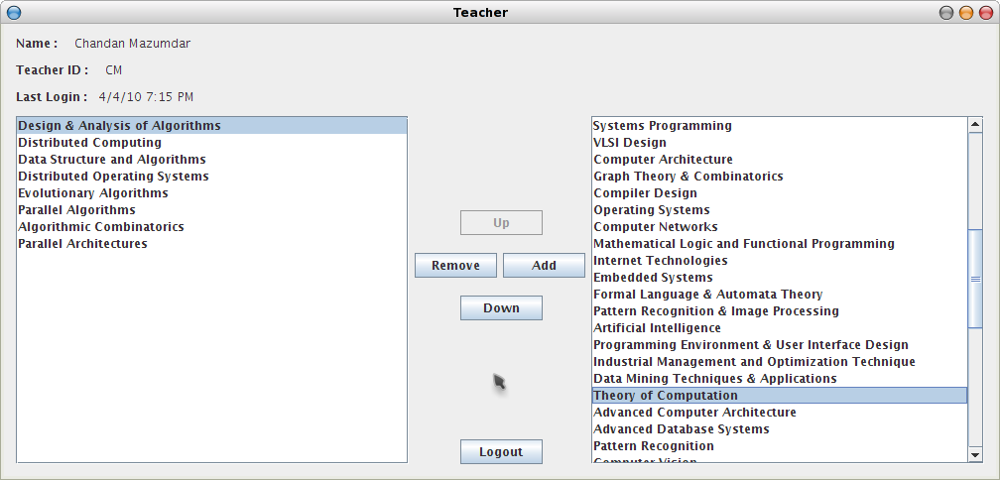 Teacher
Name : Chandan Mazumdar
Teacher ID : CM
Last Login : 4/4/10 7:15 PM
Design & Analysis of Algorithms
Distributed Computing
Data Structure and Algorithms
Distributed Operating Systems
Evolutionary Algorithms
Parallel Algorithms
Algorithmic Combinatorics
Parallel Architectures
Up
Remove Add
Down
Logout
Systems Programming
VLSI Design
Computer Architecture
Graph Theory & Combinatorics
Compiler Design
Operating Systems
Computer Networks
Mathematical Logic and Functional Programming
Internet Technologies
Embedded Systems
Formal Language & Automata Theory
Pattern Recognition & Image Processing
Artificial Intelligence
Programming Environment & User Interface Design
Industrial Management and Optimization Technique
Data Mining Techniques & Applications
Theory of Computation
Advanced Computer Architecture
Advanced Database Systems
Pattern Recognition
Computer Vision